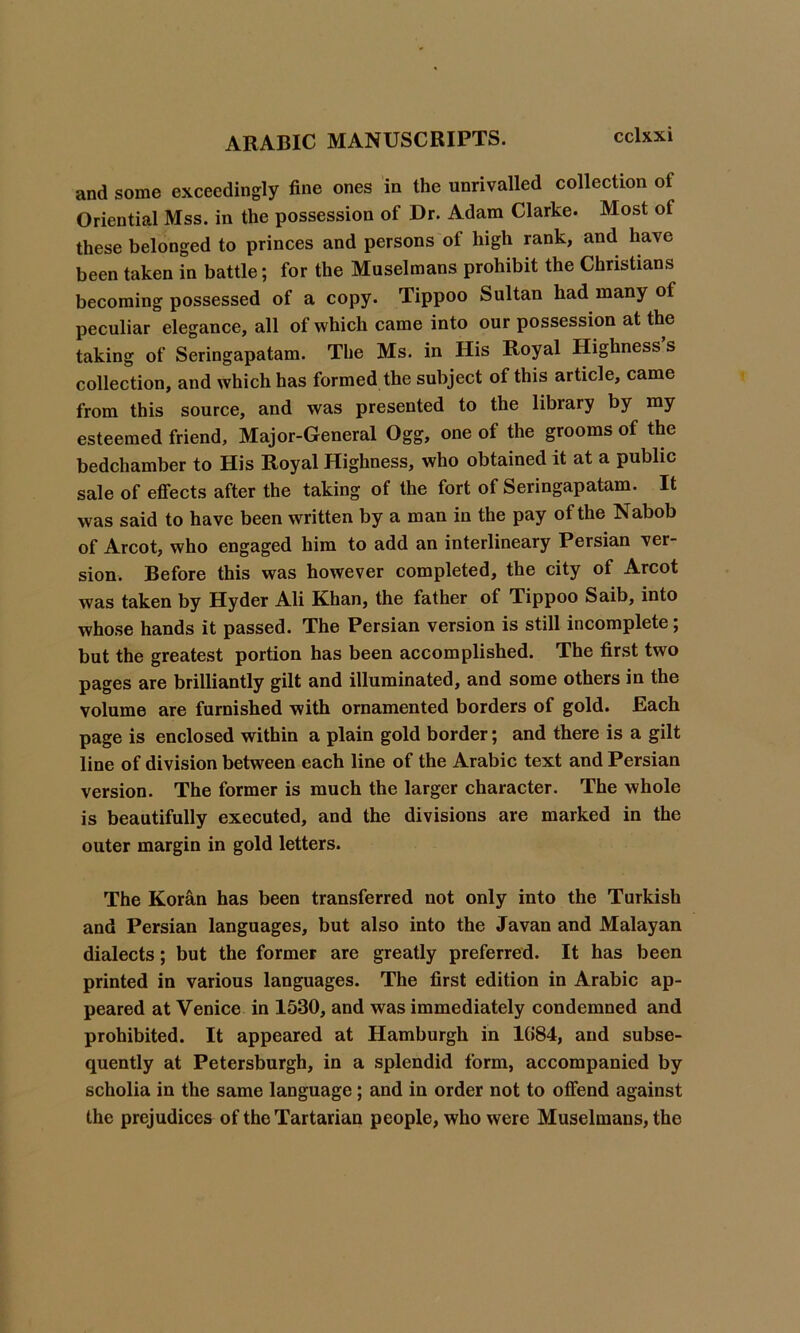 ARABIC MANUSCRIPTS. cclxxi
and some exceedingly fine ones in the unrivalled collection of
Oriential Mss. in the possession of Dr. Adam Clarke. Most of
these belonged to princes and persons of high rank, and have
been taken in battle; for the Muselmans prohibit the Christians
becoming possessed of a copy. Tippoo Sultan had many of
peculiar elegance, all of which came into our possession at the
taking of Seringapatam. The Ms. in His Royal Highness's
collection, and which has formed the subject of this article, came
from this source, and was presented to the library by my
esteemed friend, Major-General Ogg, one of the grooms of the
bedchamber to His Royal Highness, who obtained it at a public
sale of effects after the taking of the fort of Seringapatam. It
was said to have been written by a man in the pay of the Nabob
of Arcot, who engaged him to add an interlineary Persian ver-
sion. Before this was however completed, the city of Arcot
was taken by Hyder Ali Khan, the father of Tippoo Saib, into
whose hands it passed. The Persian version is still incomplete;
but the greatest portion has been accomplished. The first two
pages are brilliantly gilt and illuminated, and some others in the
volume are furnished with ornamented borders of gold. Each
page is enclosed within a plain gold border; and there is a gilt
line of division between each line of the Arabic text and Persian
version. The former is much the larger character. The whole
is beautifully executed, and the divisions are marked in the
outer margin in gold letters.
The Korân has been transferred not only into the Turkish
and Persian languages, but also into the Javan and Malayan
dialects; but the former are greatly preferred. It has been
printed in various languages. The first edition in Arabic ap-
peared at Venice in 1530, and was immediately condemned and
prohibited. It appeared at Hamburgh in 1684, and subse-
quently at Petersburgh, in a splendid form, accompanied by
scholia in the same language; and in order not to offend against
the prejudices of the Tartarian people, who were Muselmans, the